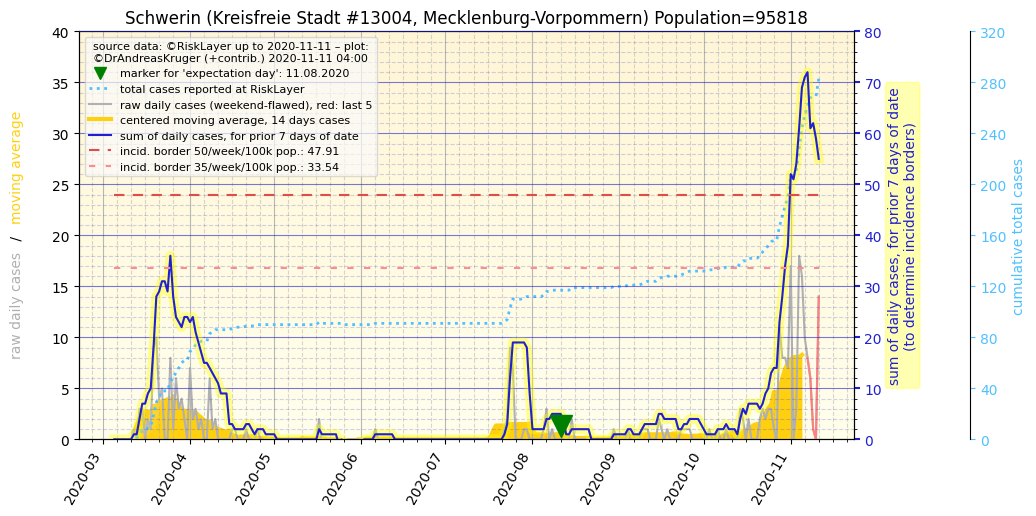 Schwerin (Kreisfreie Stadt #13004, Mecklenburg-Vorpommern) Population=95818
source data: ©RiskLayer up to 2020-11-11 – plot:
©DrAndreasKruger (+contrib.) 2020-11-11 04:00
marker for 'expectation day': 11.08.2020
total cases reported at RiskLayer
raw daily cases (weekend-flawed), red: last 5
centered moving average, 14 days cases
sum of daily cases, for prior 7 days of date
incid. border 50/week/100k pop.: 47.91
incid. border 35/week/100k pop.: 33.54
raw daily cases / moving average
40
35
30
25
20
15
10
5
0
2020-03
2020-04
2020-05
2020-06
2020-07
2020-08
2020-09
2020-10
2020-11
80
70
60
50
40
30
20
10
0
sum of daily cases, for prior 7 days of date
(to determine incidence borders)
320
280
240
200
160
120
80
40
0
cumulative total cases